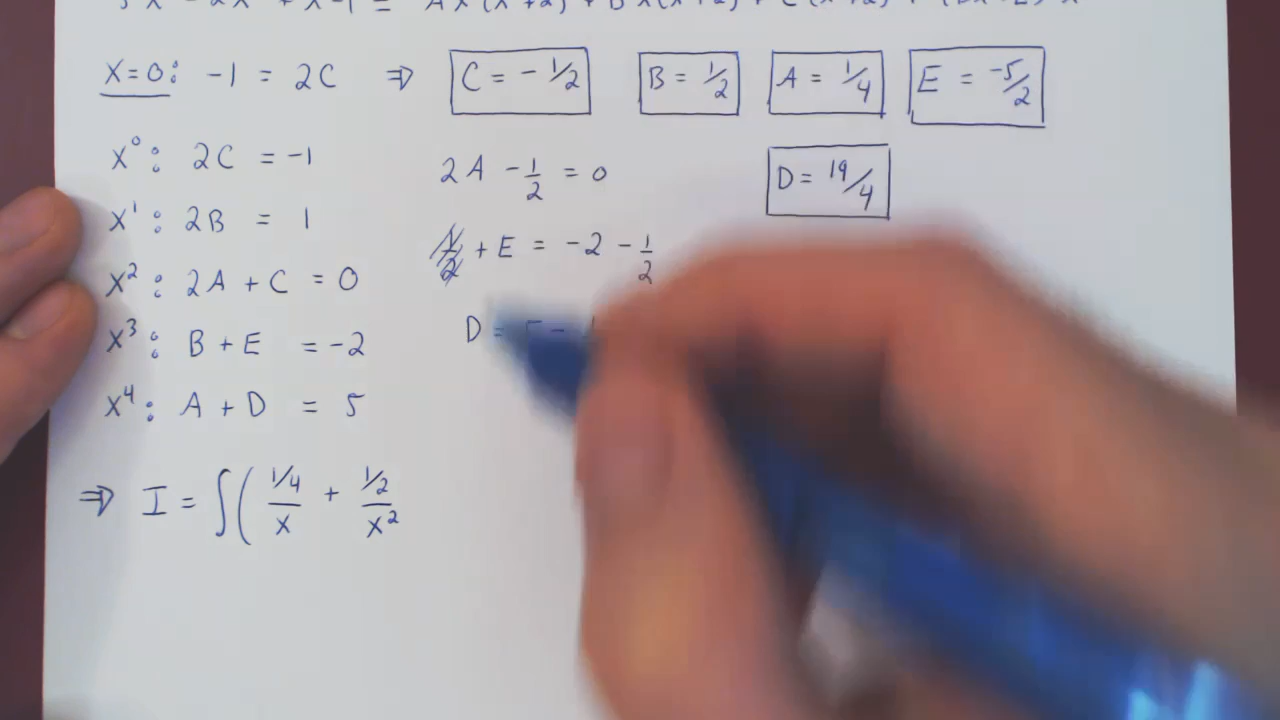 X=0: -1 = 2C ⇒ C = -1/2 B = 1/2 A = 1/4 E = -5/2
x⁰: 2C = -1
2A - 1/2 = 0
D = 19/4
x¹: 2B = 1
1/2 + E = -2 - 1/2
x²: 2A + C = 0
x³: B + E = -2
D =
x⁴: A + D = 5
⇒ I = ∫( 1/4/x + 1/2/x²